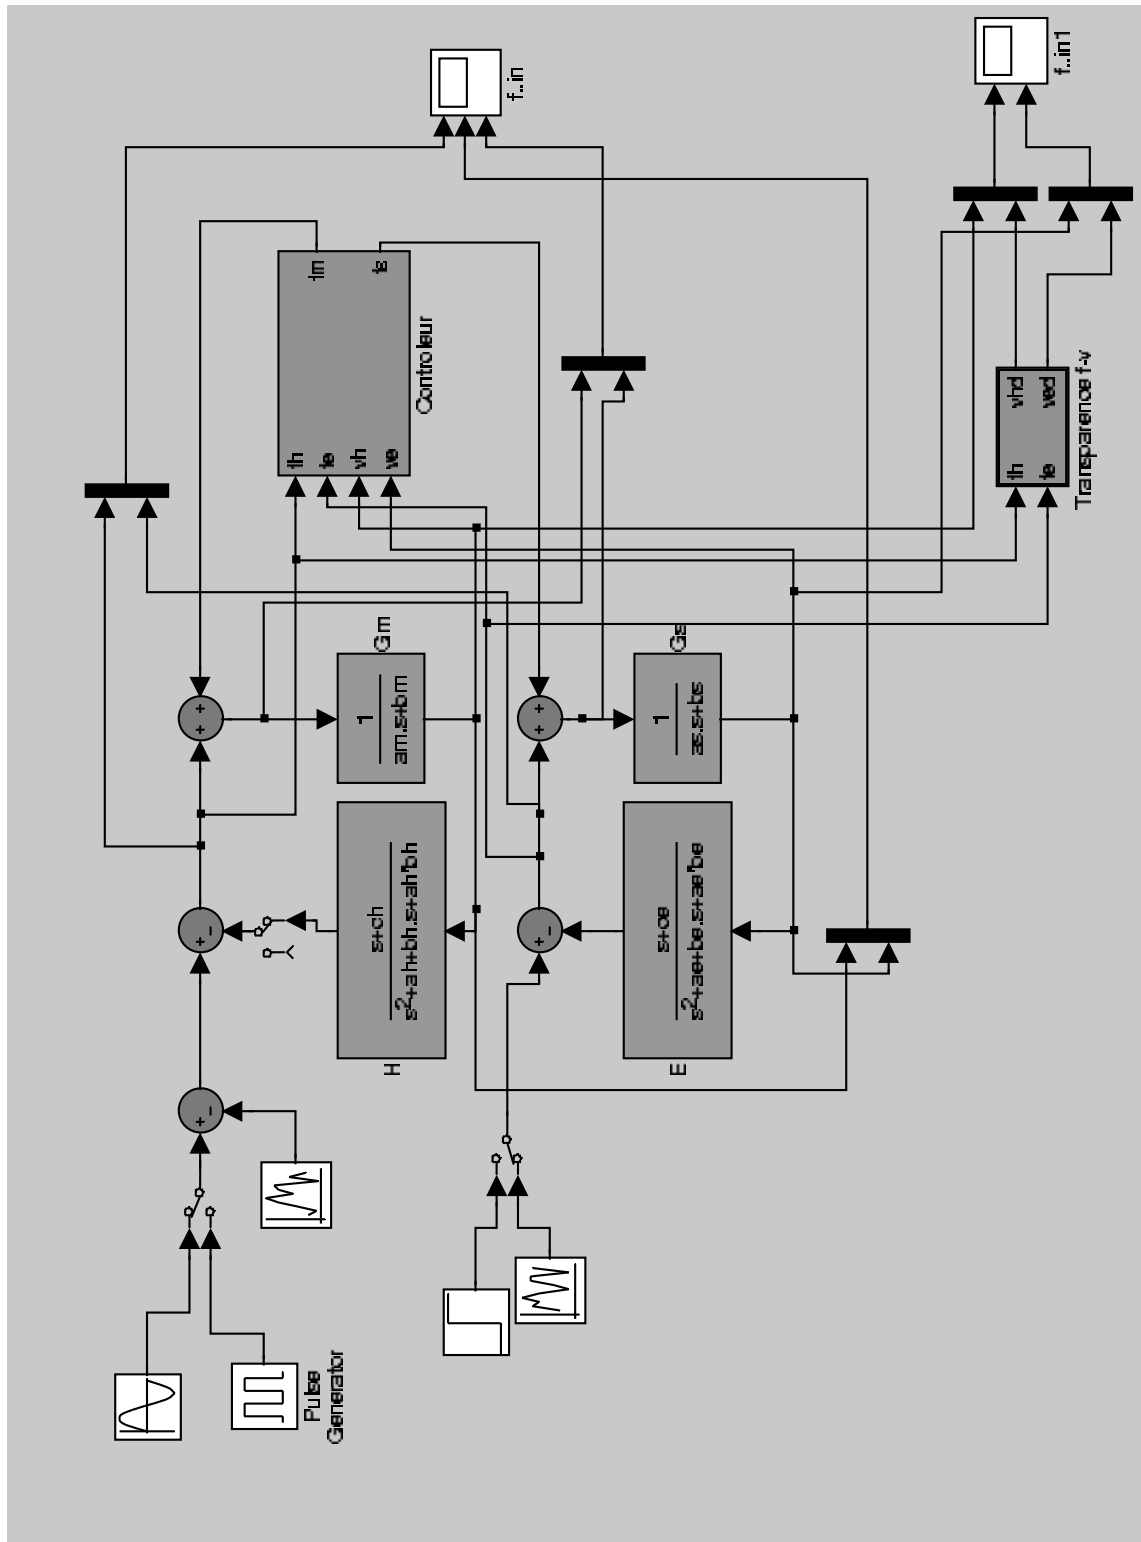 f..in
f..in1
Controleur
fm
fe
fh
fe
vh
ve
Transparence f-v
vhd
ved
fh
fe
Gm
1
am.s+bm
Gs
1
as.s+bs
H
s+ch
s2+ah+bh.s+ah*bh
E
s+ce
s2+ae+be.s+ae*be
+
+
+
+
+
-
+
-
+
-
Pulse
Generator